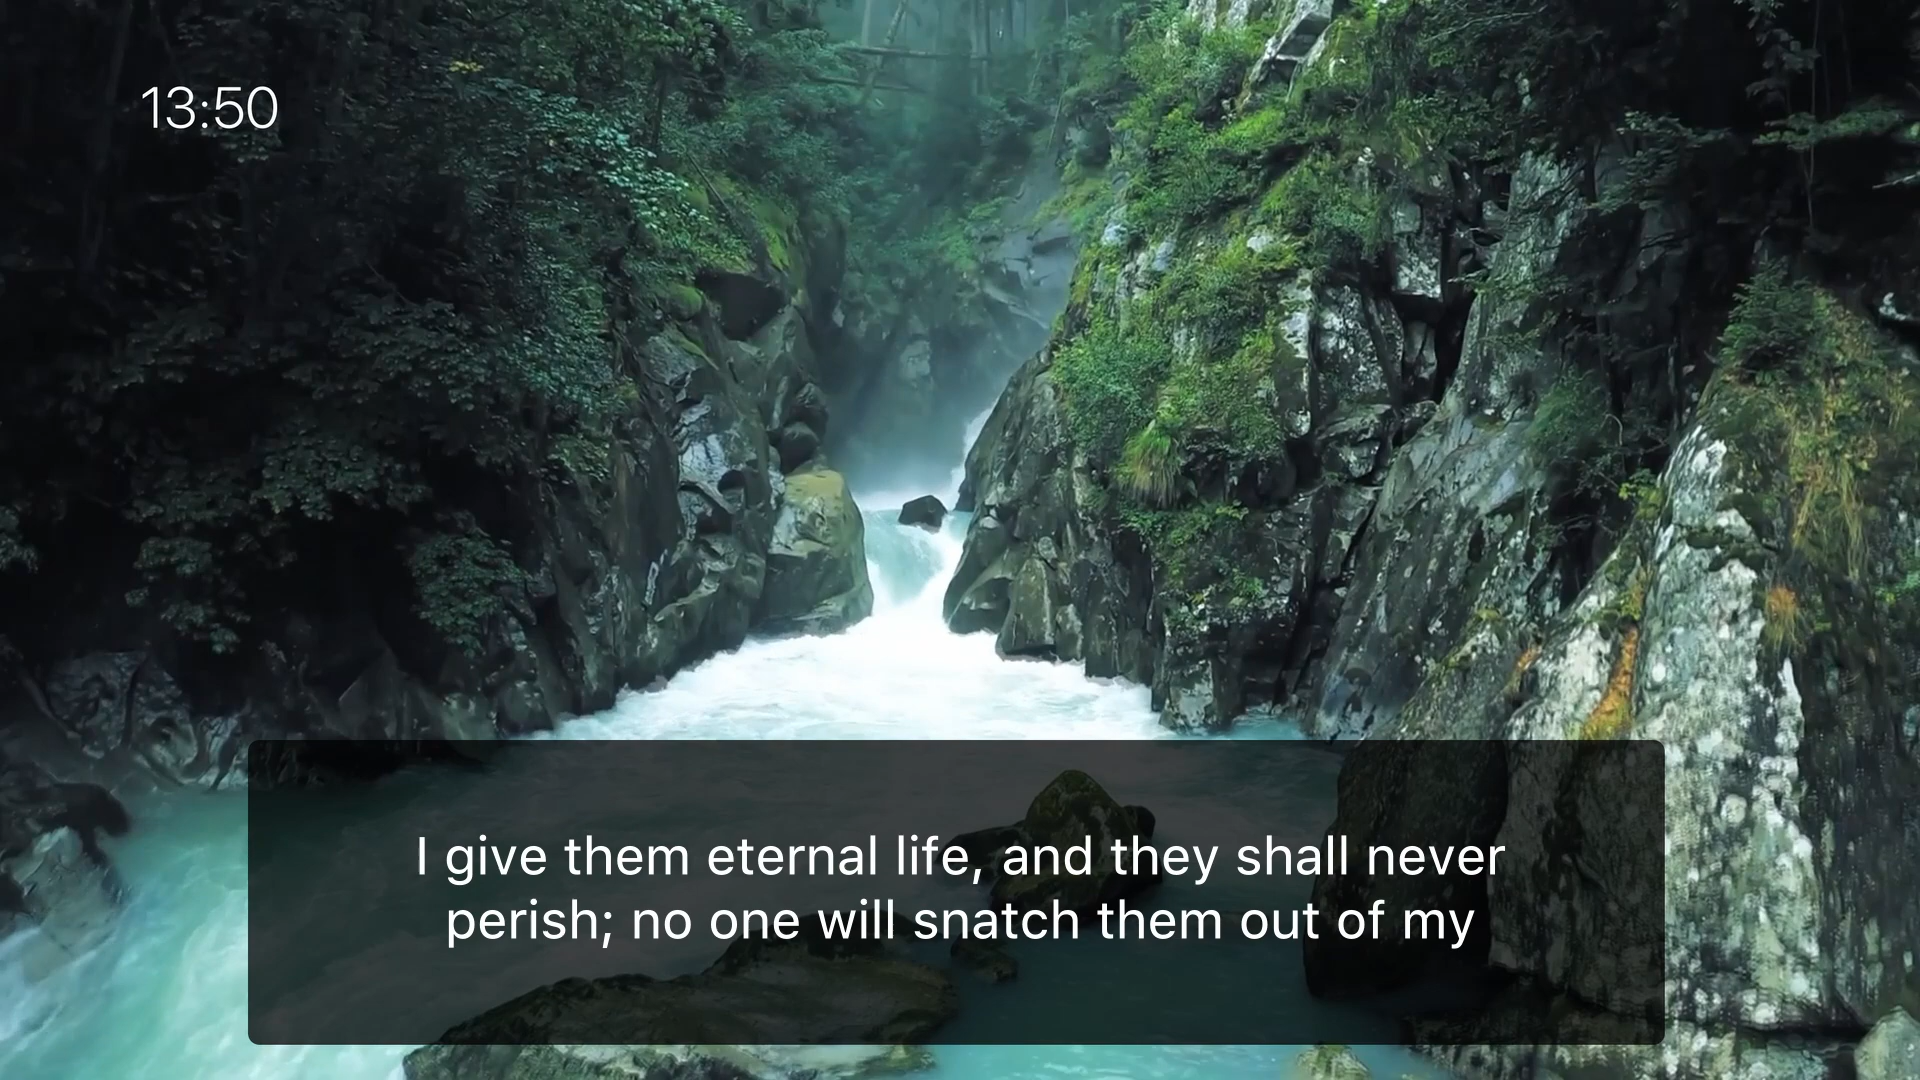 13:50
I give them eternal life, and they shall never
perish; no one will snatch them out of my